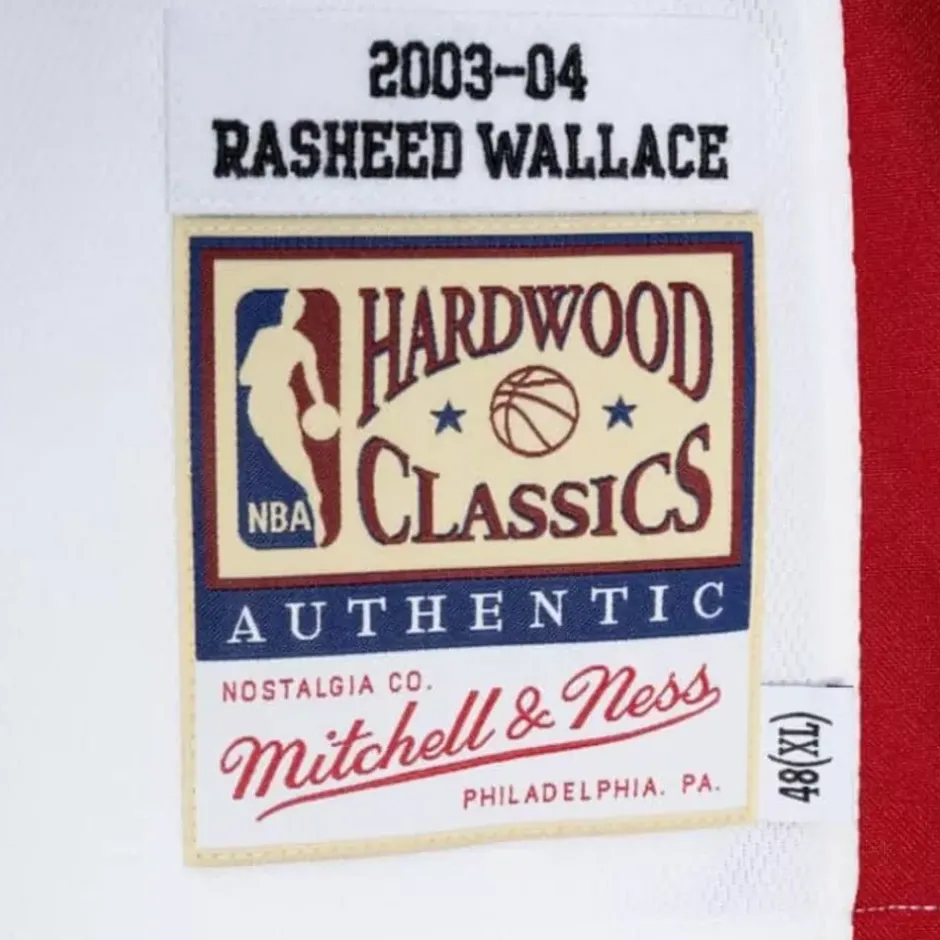 2003-04
RASHEED WALLACE
HARDWOOD
CLASSICS
NBA
AUTHENTIC
NOSTALGIA CO.
Mitchell & Ness
PHILADELPHIA. PA.
48(XL)